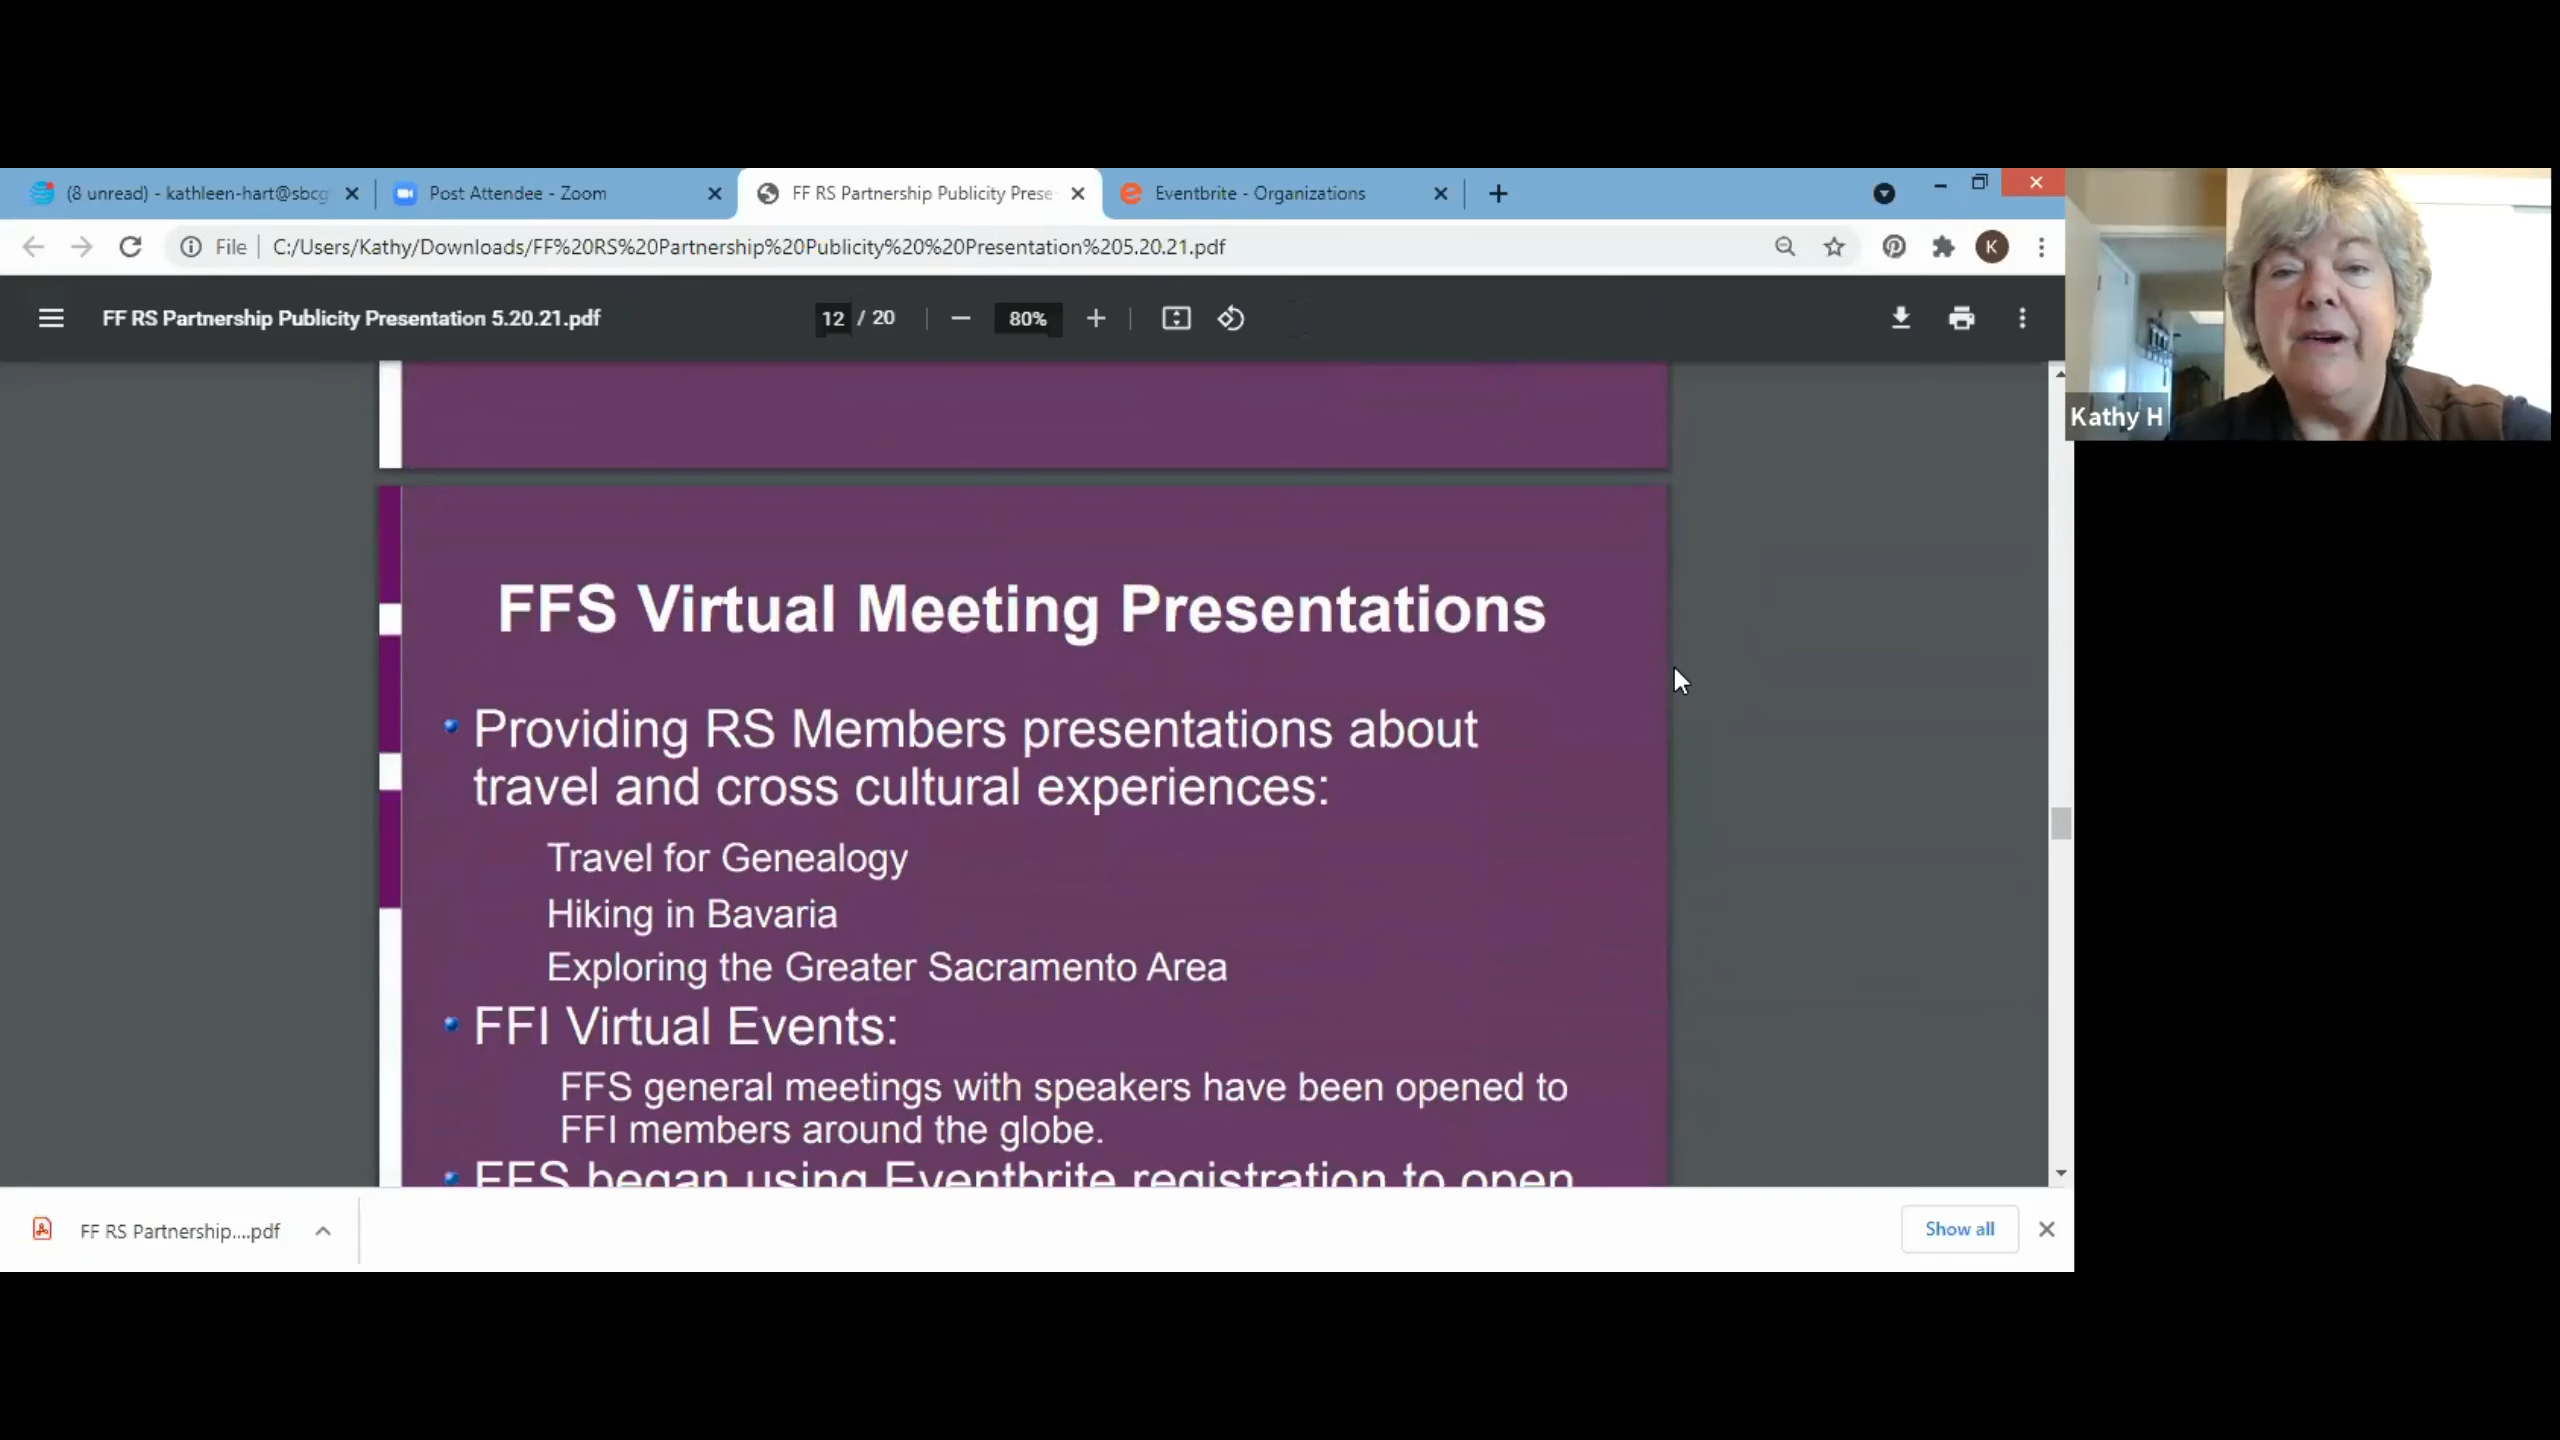 (8 unread) - kathleen-hart@sbcg
Post Attendee - Zoom
FF RS Partnership Publicity Prese
Eventbrite - Organizations
File
C:/Users/Kathy/Downloads/FF%20RS%20Partnership%20Publicity%20%20Presentation%205.20.21.pdf
K
FF RS Partnership Publicity Presentation 5.20.21.pdf
12 / 20
80%
Kathy H
FFS Virtual Meeting Presentations
• Providing RS Members presentations about
travel and cross cultural experiences:
Travel for Genealogy
Hiking in Bavaria
Exploring the Greater Sacramento Area
• FFI Virtual Events:
FFS general meetings with speakers have been opened to
FFI members around the globe.
• FFS began using Eventbrite registration to open
FF RS Partnership....pdf
Show all